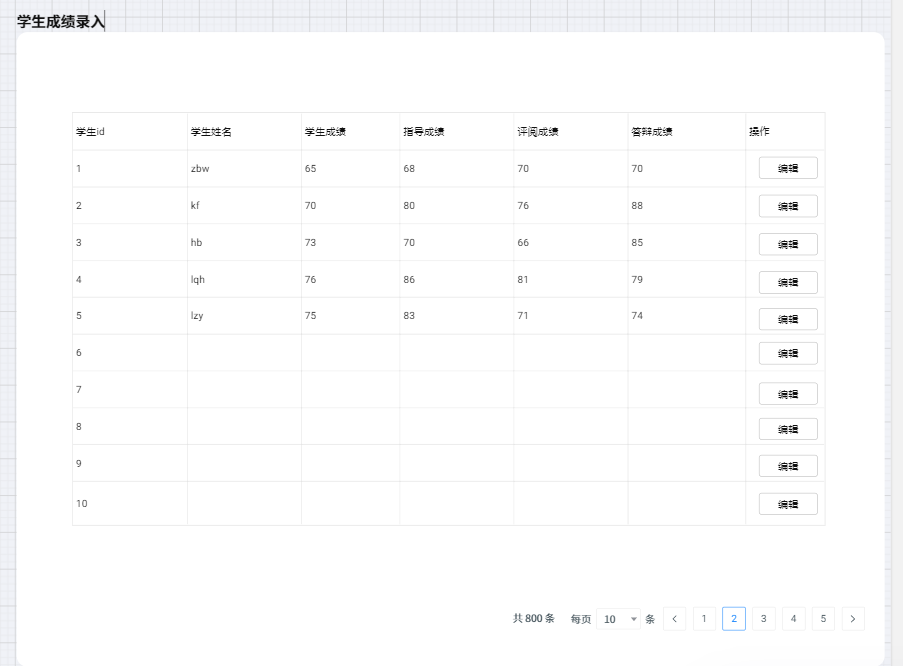 学生成绩录入
学生id 学生姓名 学生成绩 指导成绩 评阅成绩 答辩成绩 操作
1 zbw 65 68 70 70 编辑
2 kf 70 80 76 88 编辑
3 hb 73 70 66 85 编辑
4 lqh 76 86 81 79 编辑
5 lzy 75 83 71 74 编辑
6 编辑
7 编辑
8 编辑
9 编辑
10 编辑
共 800 条 每页 10 条 < 1 2 3 4 5 >